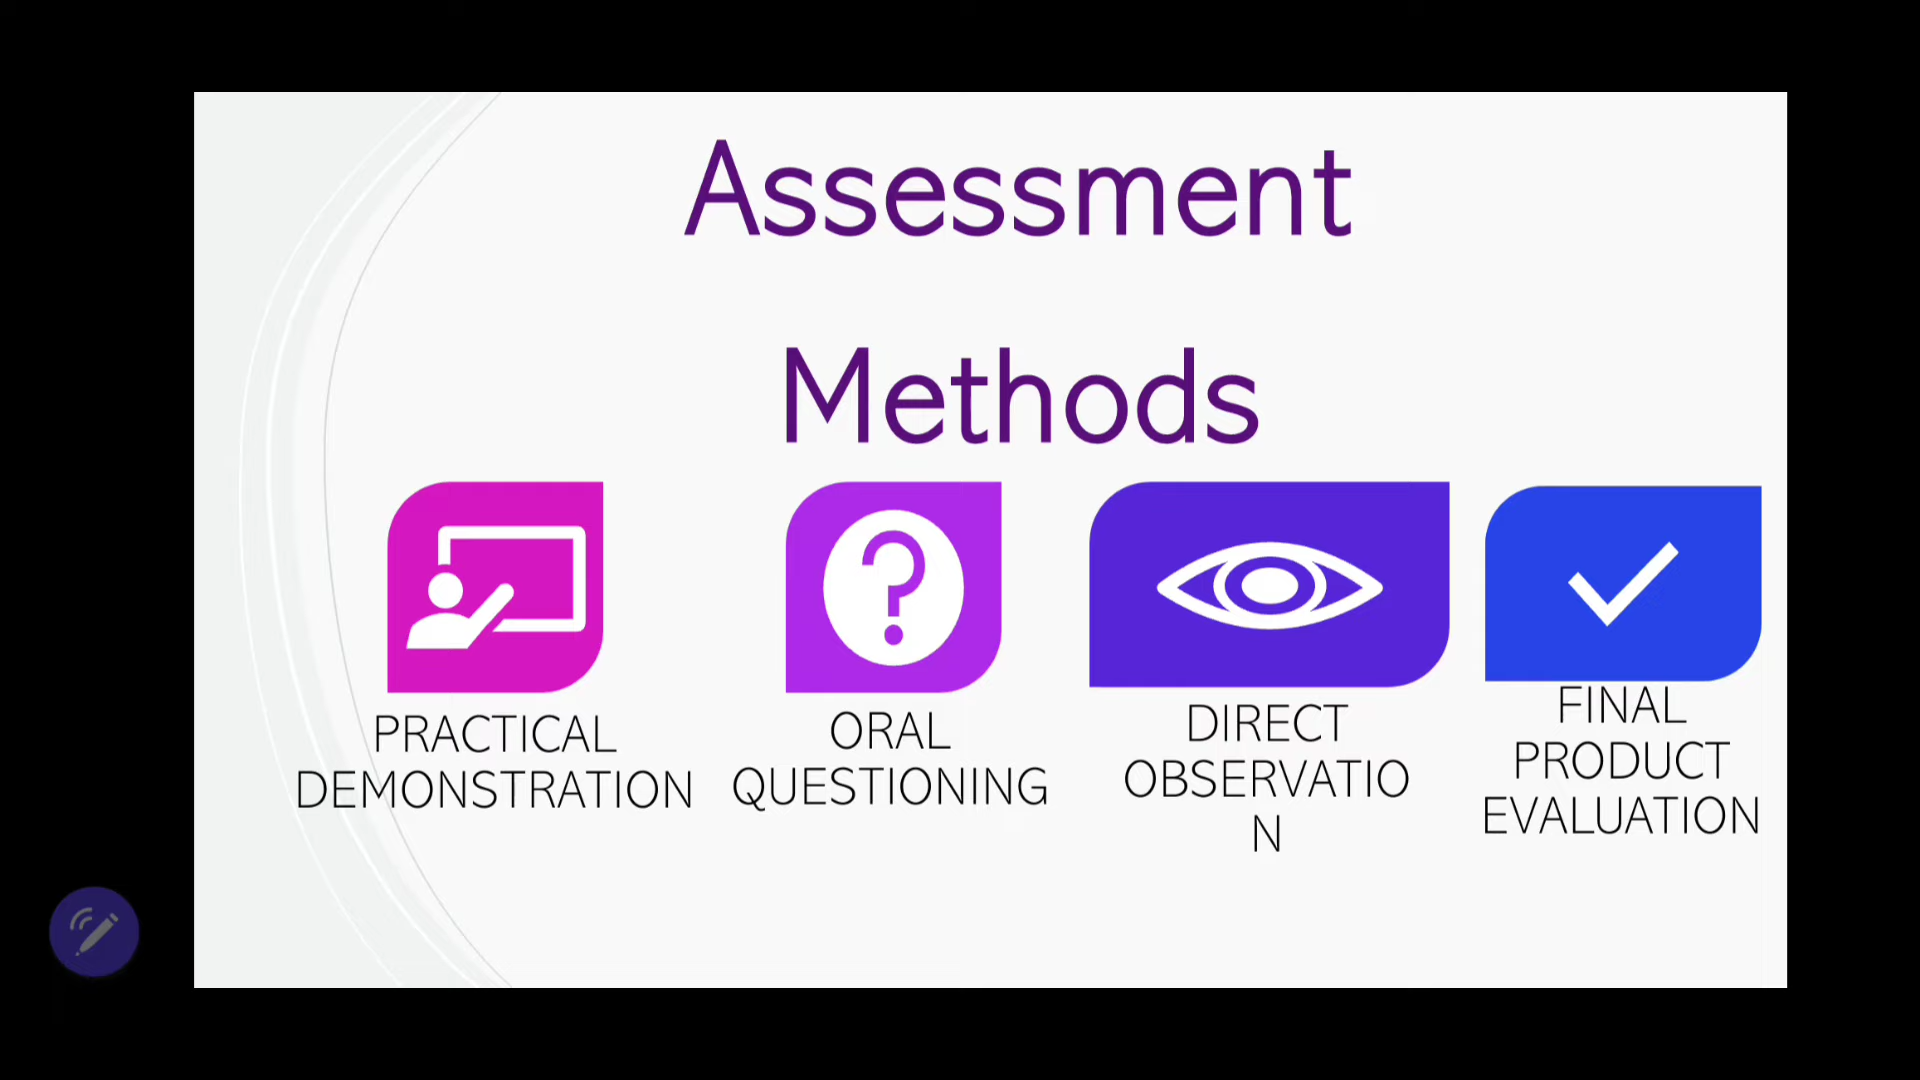 Assessment
Methods
PRACTICAL
DEMONSTRATION
ORAL
QUESTIONING
DIRECT
OBSERVATIO
N
FINAL
PRODUCT
EVALUATION